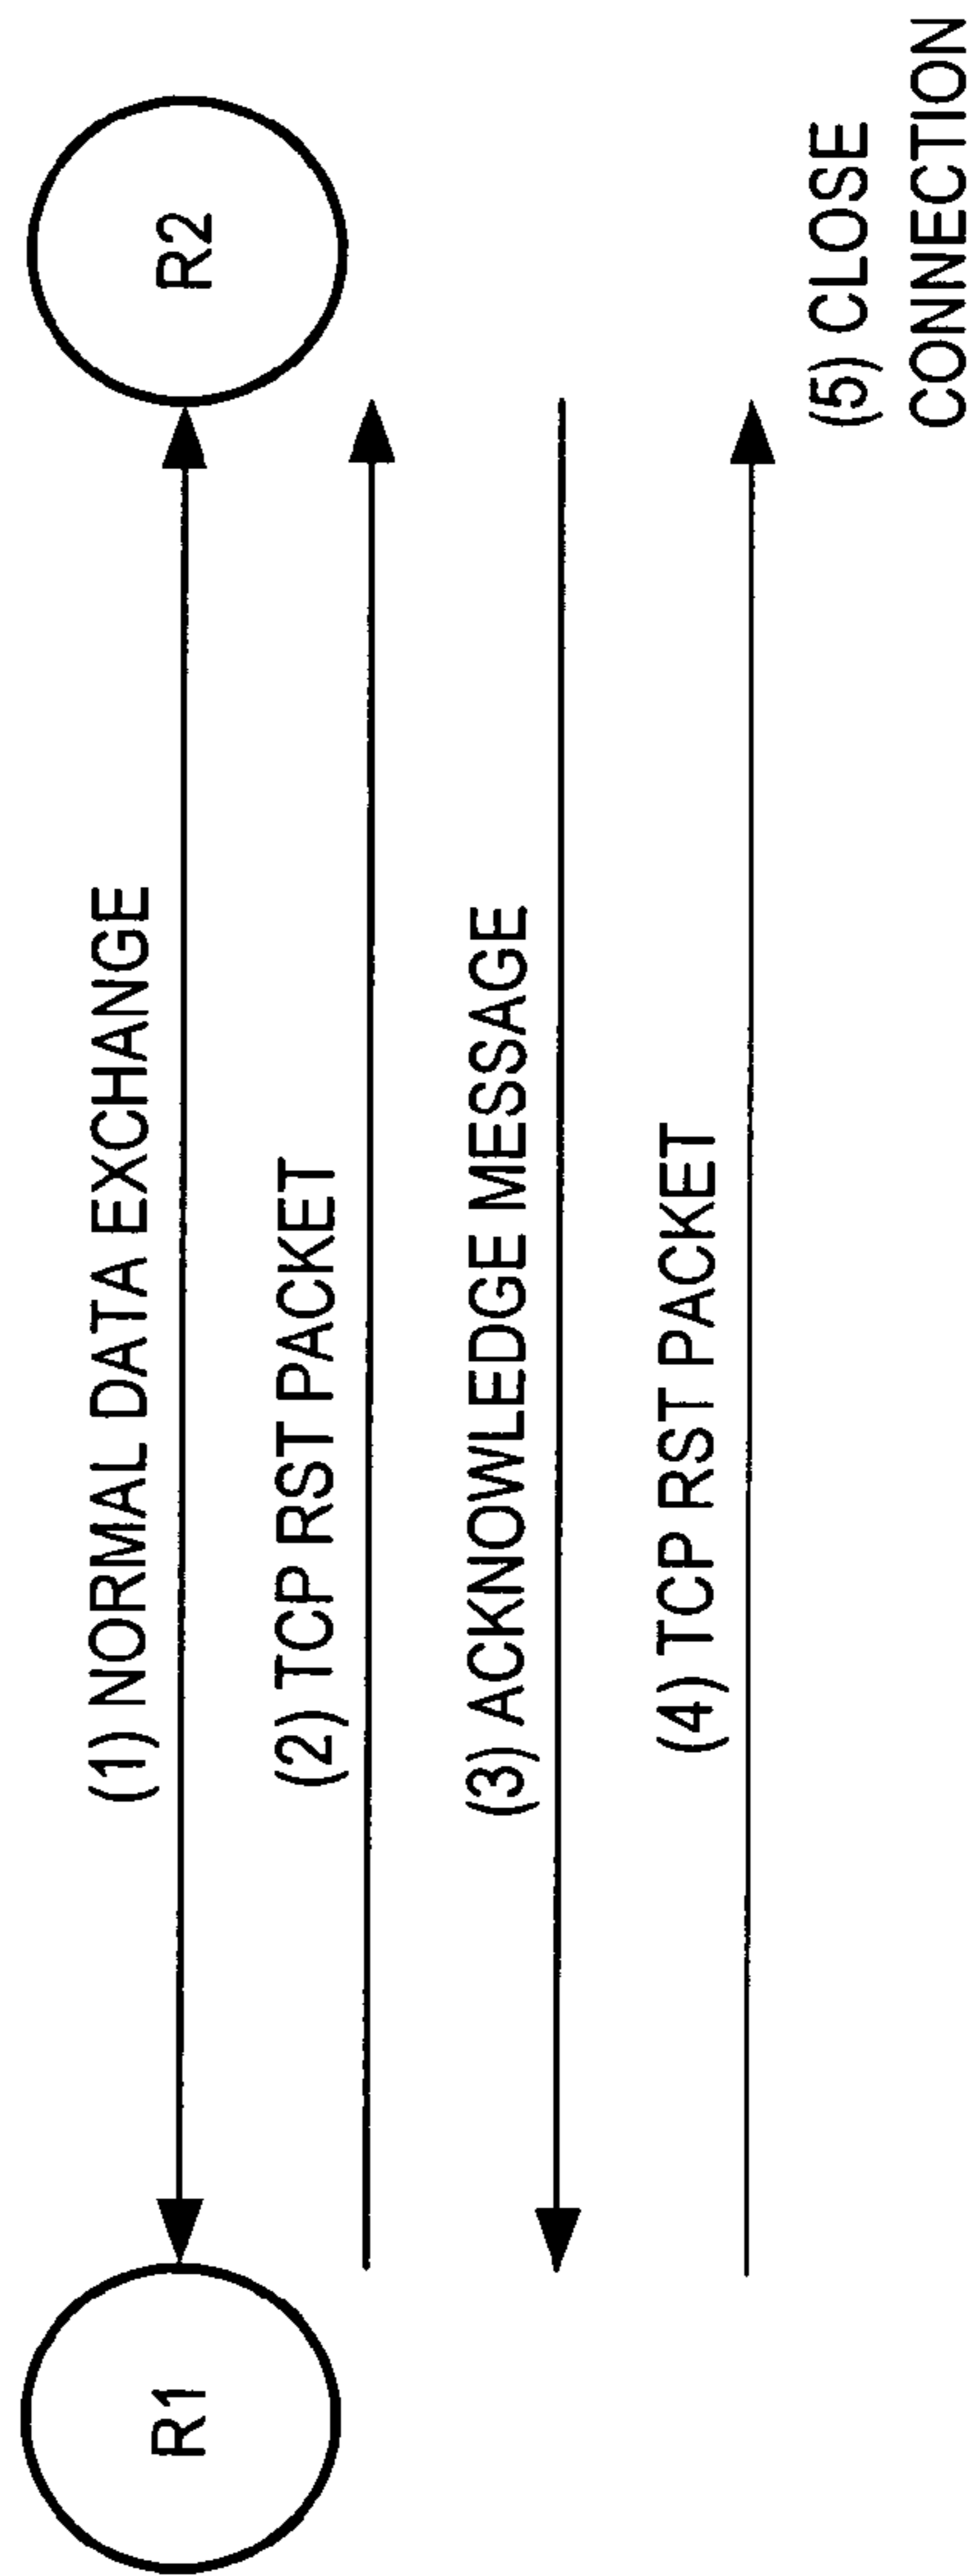 R1
R2
(1) NORMAL DATA EXCHANGE
(2) TCP RST PACKET
(3) ACKNOWLEDGE MESSAGE
(4) TCP RST PACKET
(5) CLOSE
CONNECTION